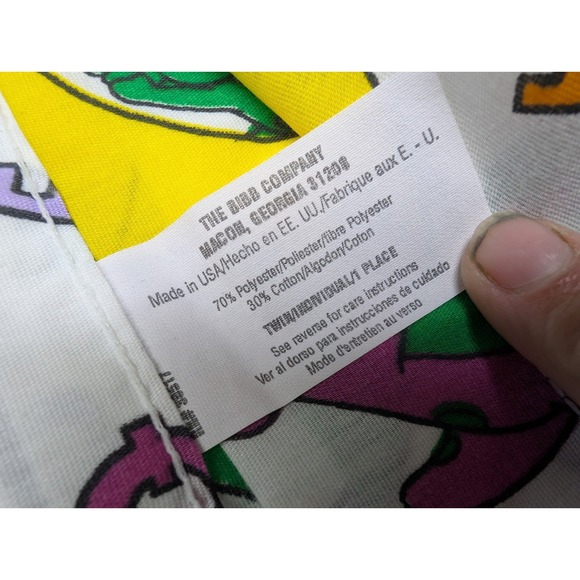 THE BIBB COMPANY
MACON, GEORGIA 31208
Made in USA/Hecho en EE. UU./Fabrique aux E. - U.
70% Polyester/Poliester/fibre Polyester
30% Cotton/Algodon/Coton
TWIN/INDIVIDUAL/1 PLACE
See reverse for care instructions
Ver al dorso para instrucciones de cuidado
Mode d'entretien au verso